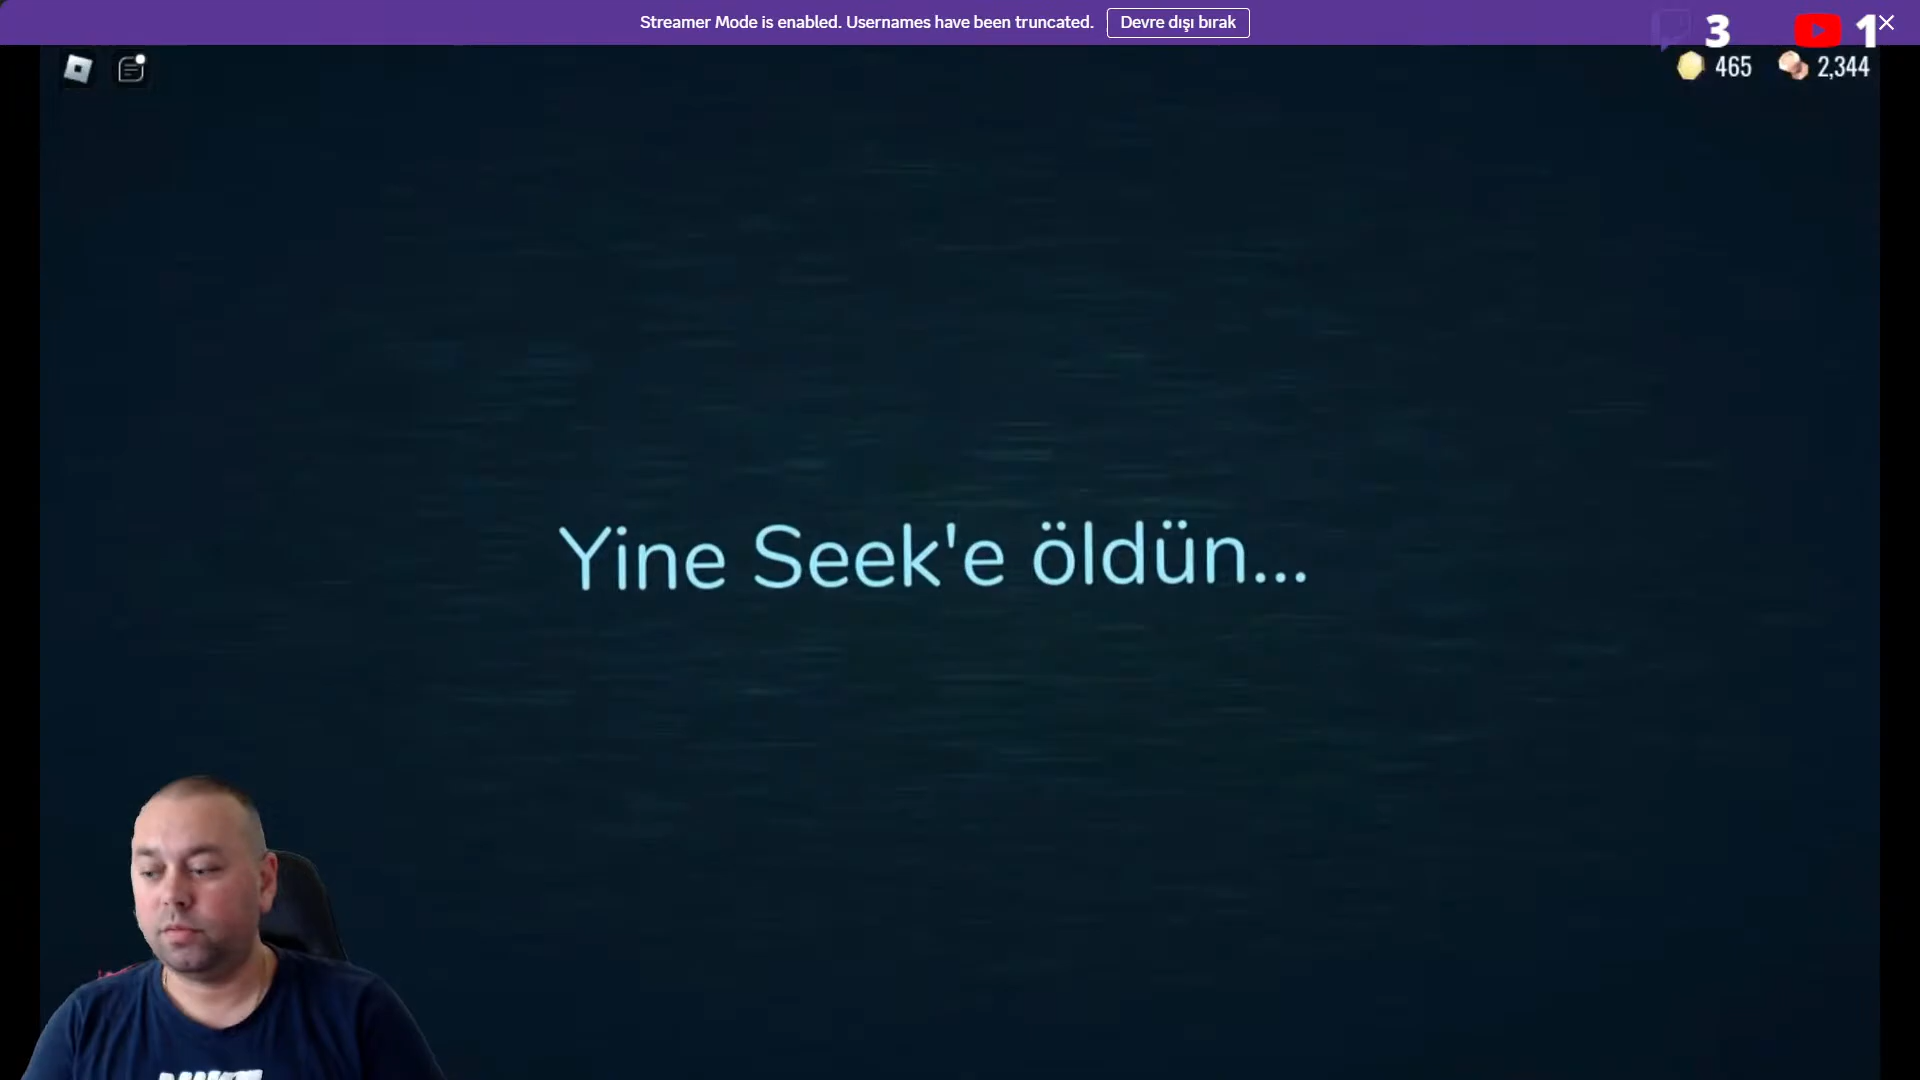 Streamer Mode is enabled. Usernames have been truncated. Devre dışı bırak
3 1
465 2,344
Yine Seek'e öldün...